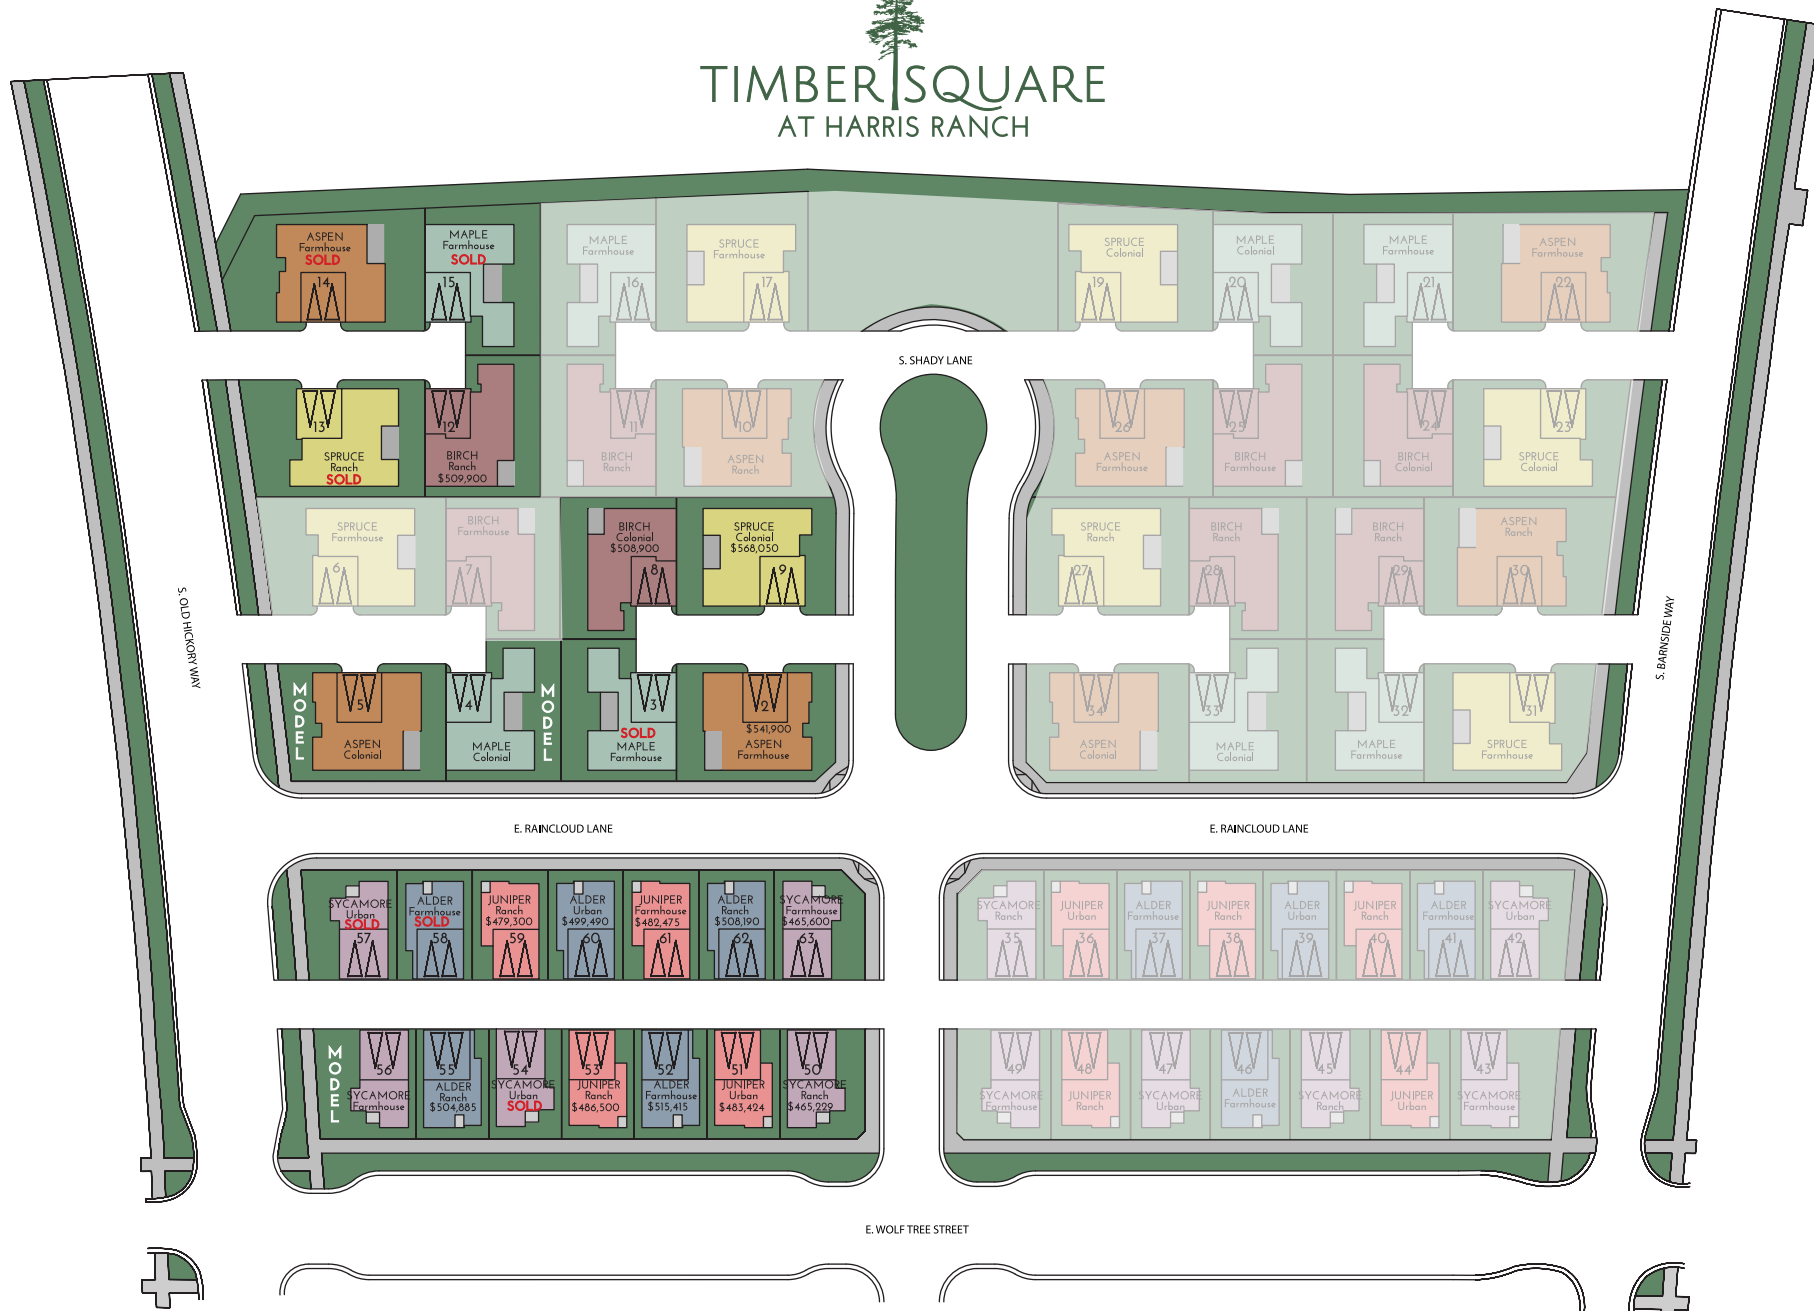 TIMBER SQUARE
AT HARRIS RANCH
ASPEN
Farmhouse
SOLD
14
MAPLE
Farmhouse
SOLD
15
MAPLE
Farmhouse
16
SPRUCE
Farmhouse
17
SPRUCE
Colonial
19
MAPLE
Colonial
20
MAPLE
Farmhouse
21
ASPEN
Farmhouse
22
S. SHADY LANE
13
SPRUCE
Ranch
SOLD
12
BIRCH
Ranch
$509,900
11
BIRCH
Ranch
10
ASPEN
Ranch
26
ASPEN
Farmhouse
25
BIRCH
Farmhouse
24
BIRCH
Colonial
23
SPRUCE
Colonial
SPRUCE
Farmhouse
6
BIRCH
Farmhouse
7
BIRCH
Colonial
$508,900
8
SPRUCE
Colonial
$568,050
9
SPRUCE
Ranch
27
BIRCH
Ranch
28
BIRCH
Ranch
29
ASPEN
Ranch
30
S. OLD HICKORY WAY
S. BARNSIDE WAY
MODEL
5
ASPEN
Colonial
4
MAPLE
Colonial
MODEL
3
SOLD
MAPLE
Farmhouse
2
$541,900
ASPEN
Farmhouse
34
ASPEN
Colonial
33
MAPLE
Colonial
32
MAPLE
Farmhouse
31
SPRUCE
Farmhouse
E. RAINCLOUD LANE
E. RAINCLOUD LANE
SYCAMORE
Urban
SOLD
57
ALDER
Farmhouse
SOLD
58
JUNIPER
Ranch
$479,300
59
ALDER
Urban
$499,490
60
JUNIPER
Farmhouse
$482,475
61
ALDER
Ranch
$508,190
62
SYCAMORE
Farmhouse
$465,600
63
SYCAMORE
Ranch
35
JUNIPER
Urban
36
ALDER
Farmhouse
37
JUNIPER
Ranch
38
ALDER
Urban
39
JUNIPER
Ranch
40
ALDER
Farmhouse
41
SYCAMORE
Urban
42
MODEL
56
SYCAMORE
Farmhouse
55
ALDER
Ranch
$504,885
54
SYCAMORE
Urban
SOLD
53
JUNIPER
Ranch
$486,500
52
ALDER
Farmhouse
$515,415
51
JUNIPER
Urban
$483,424
50
SYCAMORE
Ranch
$465,229
49
SYCAMORE
Farmhouse
48
JUNIPER
Ranch
47
SYCAMORE
Urban
46
ALDER
Farmhouse
45
SYCAMORE
Ranch
44
JUNIPER
Urban
43
SYCAMORE
Farmhouse
E. WOLF TREE STREET